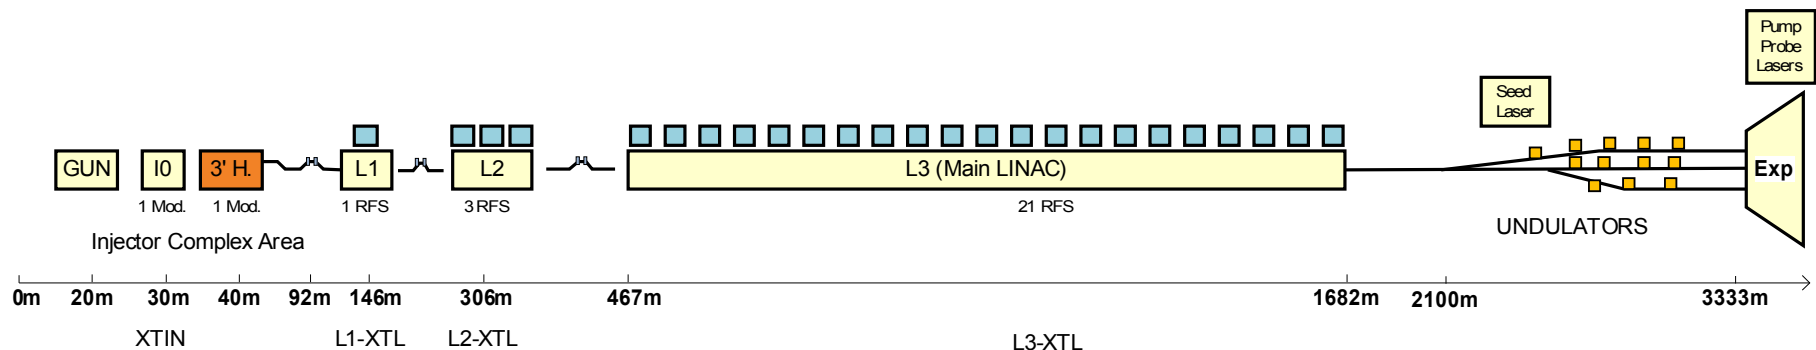 Pump
Probe
Lasers
Seed
Laser
GUN
I0
3' H.
L1
L2
L3 (Main LINAC)
Exp
1 Mod.
1 Mod.
1 RFS
3 RFS
21 RFS
UNDULATORS
Injector Complex Area
0m
20m
30m
40m
92m
146m
306m
467m
1682m
2100m
3333m
XTIN
L1-XTL
L2-XTL
L3-XTL